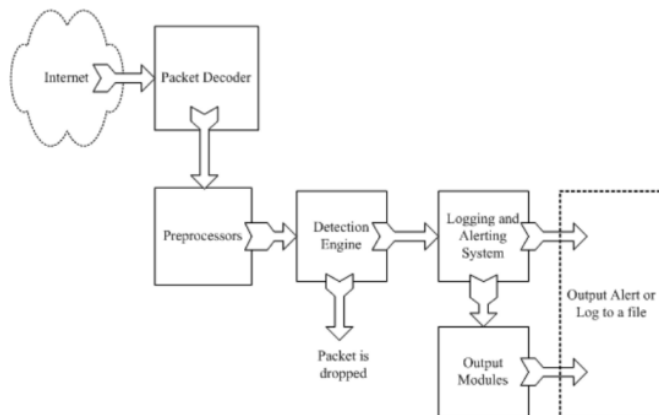 Internet
Packet Decoder
Preprocessors
Detection
Engine
Logging and
Alerting
System
Output Alert or
Log to a file
Packet is
dropped
Output
Modules